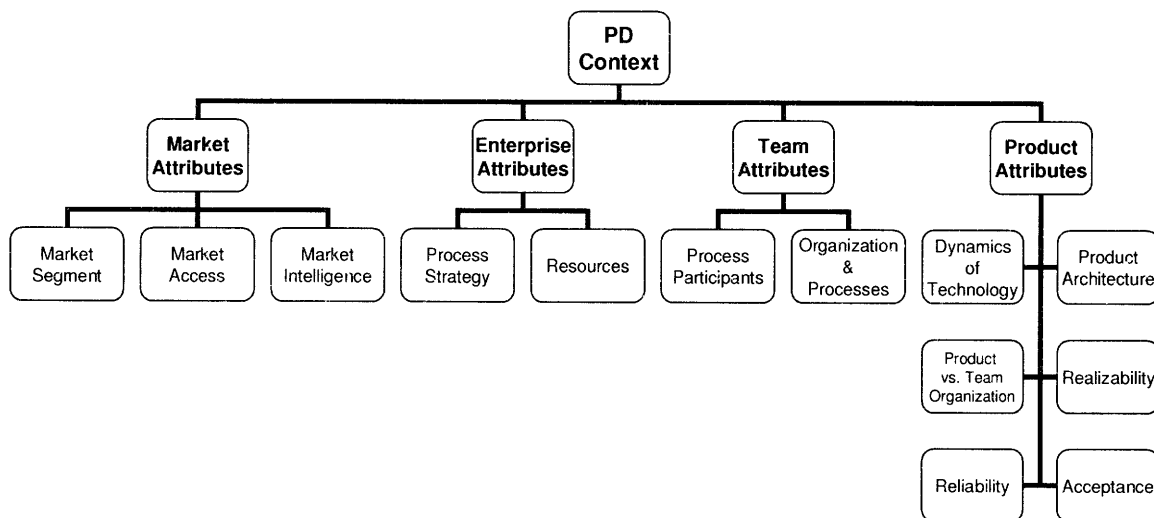 PD
Context
Market
Attributes
Enterprise
Attributes
Team
Attributes
Product
Attributes
Market
Segment
Market
Access
Market
Intelligence
Process
Strategy
Resources
Process
Participants
Organization
&
Processes
Dynamics
of
Technology
Product
Architecture
Product
vs. Team
Organization
Realizability
Reliability
Acceptance